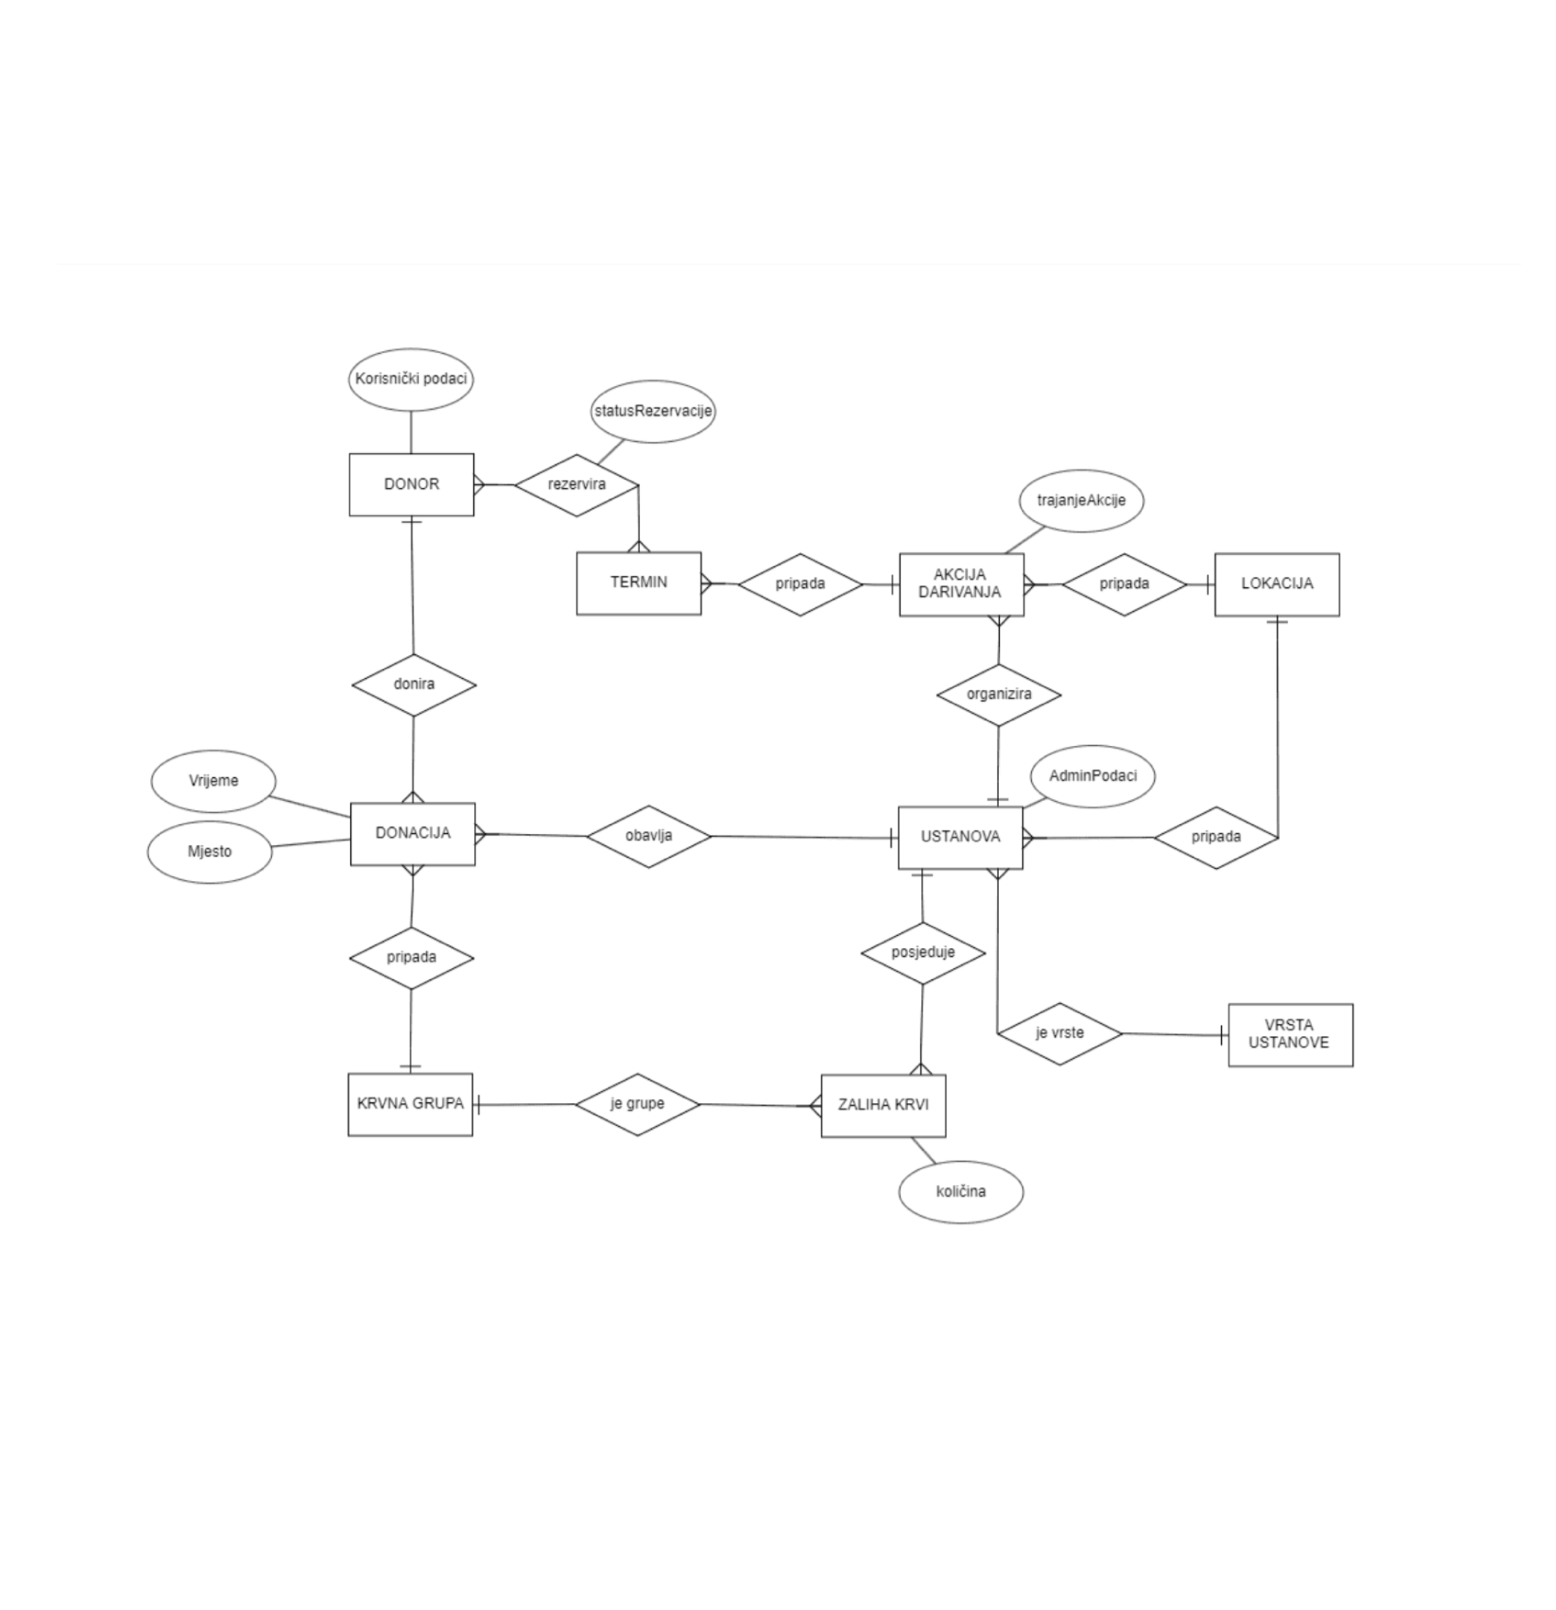 Korisnički podaci
statusRezervacije
DONOR
rezervira
trajanjeAkcije
TERMIN
pripada
AKCIJA
DARIVANJA
pripada
LOKACIJA
donira
organizira
Vrijeme
AdminPodaci
DONACIJA
obavlja
USTANOVA
pripada
Mjesto
pripada
posjeduje
je vrste
VRSTA
USTANOVE
KRVNA GRUPA
je grupe
ZALIHA KRVI
količina